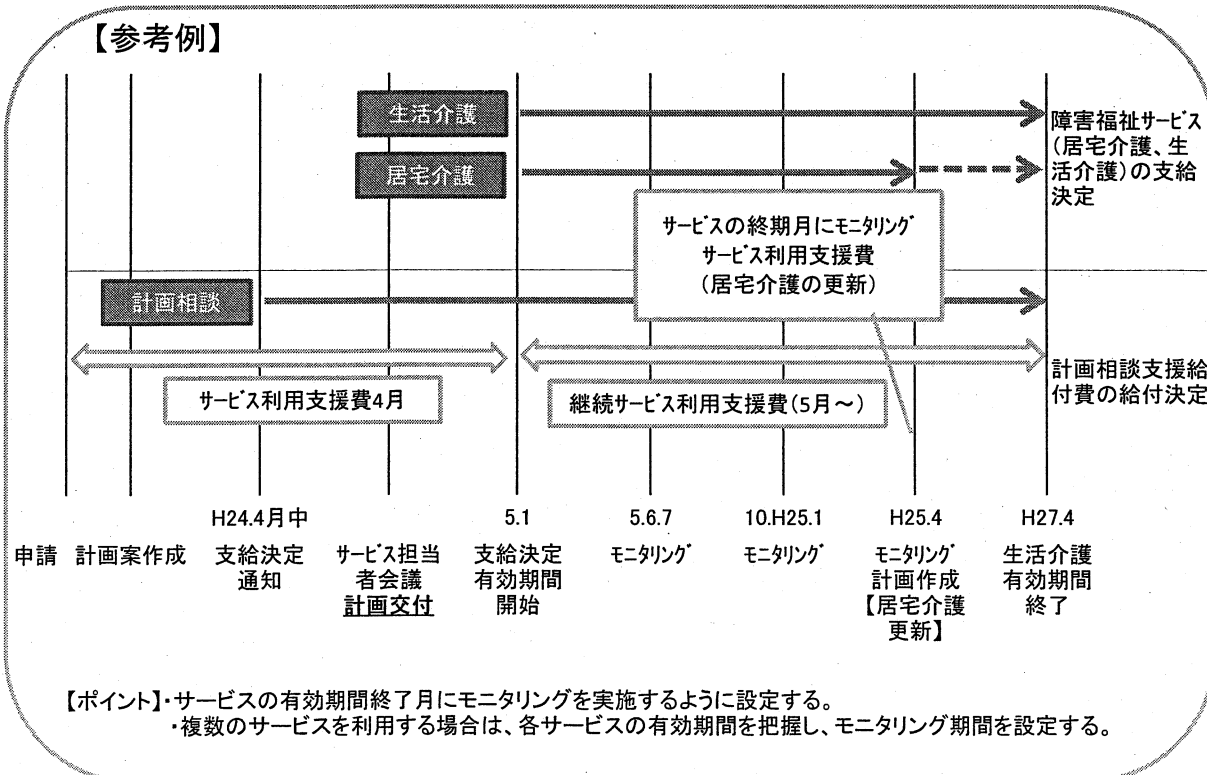 【参考例】
生活介護
居宅介護
障害福祉サービス
(居宅介護、生
活介護)の支給
決定
サービスの終期月にモニタリング
サービス利用支援費
(居宅介護の更新)
計画相談
サービス利用支援費4月
継続サービス利用支援費(5月～)
計画相談支援給
付費の給付決定
申請
計画案作成
H24.4月中
支給決定
通知
サービス担当
者会議
計画交付
5.1
支給決定
有効期間
開始
5.6.7
モニタリング
10.H25.1
モニタリング
H25.4
モニタリング
計画作成
【居宅介護
更新】
H27.4
生活介護
有効期間
終了
【ポイント】・サービスの有効期間終了月にモニタリングを実施するように設定する。
・複数のサービスを利用する場合は、各サービスの有効期間を把握し、モニタリング期間を設定する。